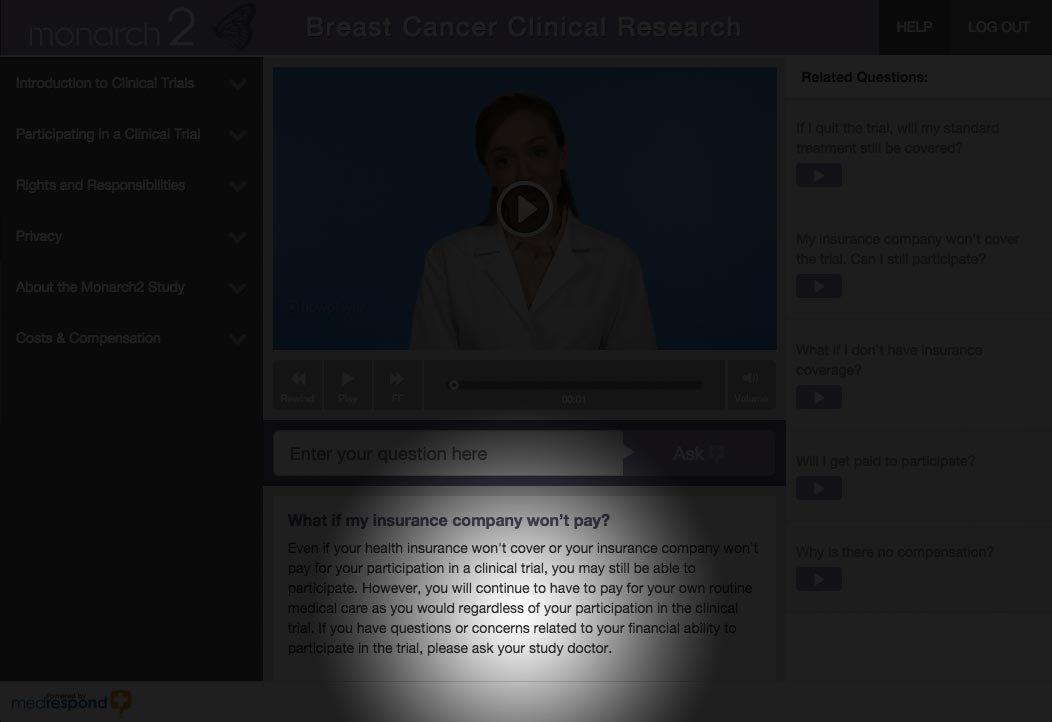 monarch 2
Breast Cancer Clinical Research
HELP
LOG OUT
Introduction to Clinical Trials
Participating in a Clinical Trial
Rights and Responsibilities
Privacy
About the Monarch2 Study
Costs & Compensation
flowplayer
Rewind
Play
FF
00:01
Volume
Enter your question here
Ask
What if my insurance company won't pay?
Even if your health insurance won't cover or your insurance company won't
pay for your participation in a clinical trial, you may still be able to
participate. However, you will continue to have to pay for your own routine
medical care as you would regardless of your participation in the clinical
trial. If you have questions or concerns related to your financial ability to
participate in the trial, please ask your study doctor.
Related Questions:
If I quit the trial, will my standard
treatment still be covered?
My insurance company won't cover
the trial. Can I still participate?
What if I don't have insurance
coverage?
Will I get paid to participate?
Why is there no compensation?
Powered by
medrespond